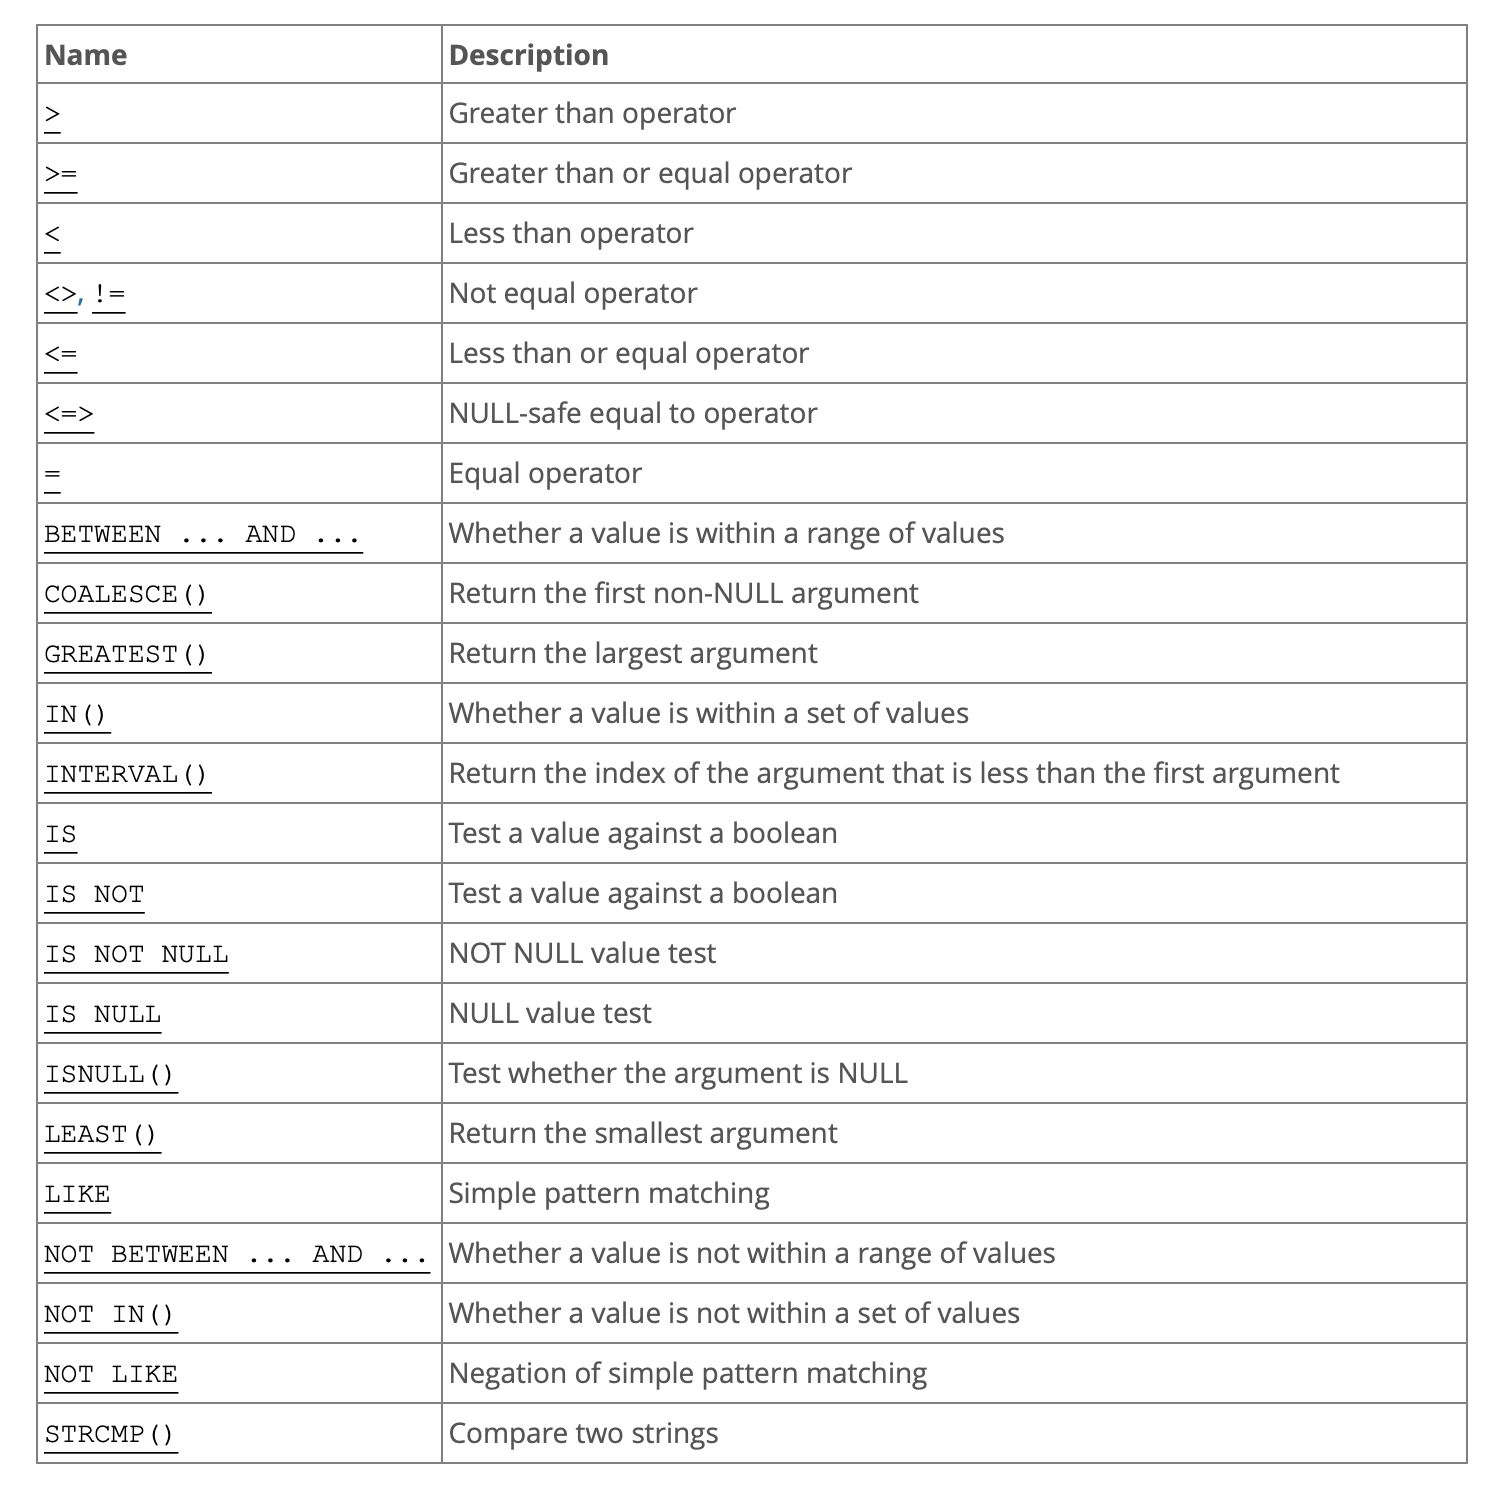 Name Description
> Greater than operator
>= Greater than or equal operator
< Less than operator
<>, != Not equal operator
<= Less than or equal operator
<=> NULL-safe equal to operator
= Equal operator
BETWEEN ... AND ... Whether a value is within a range of values
COALESCE() Return the first non-NULL argument
GREATEST() Return the largest argument
IN() Whether a value is within a set of values
INTERVAL() Return the index of the argument that is less than the first argument
IS Test a value against a boolean
IS NOT Test a value against a boolean
IS NOT NULL NOT NULL value test
IS NULL NULL value test
ISNULL() Test whether the argument is NULL
LEAST() Return the smallest argument
LIKE Simple pattern matching
NOT BETWEEN ... AND ... Whether a value is not within a range of values
NOT IN() Whether a value is not within a set of values
NOT LIKE Negation of simple pattern matching
STRCMP() Compare two strings